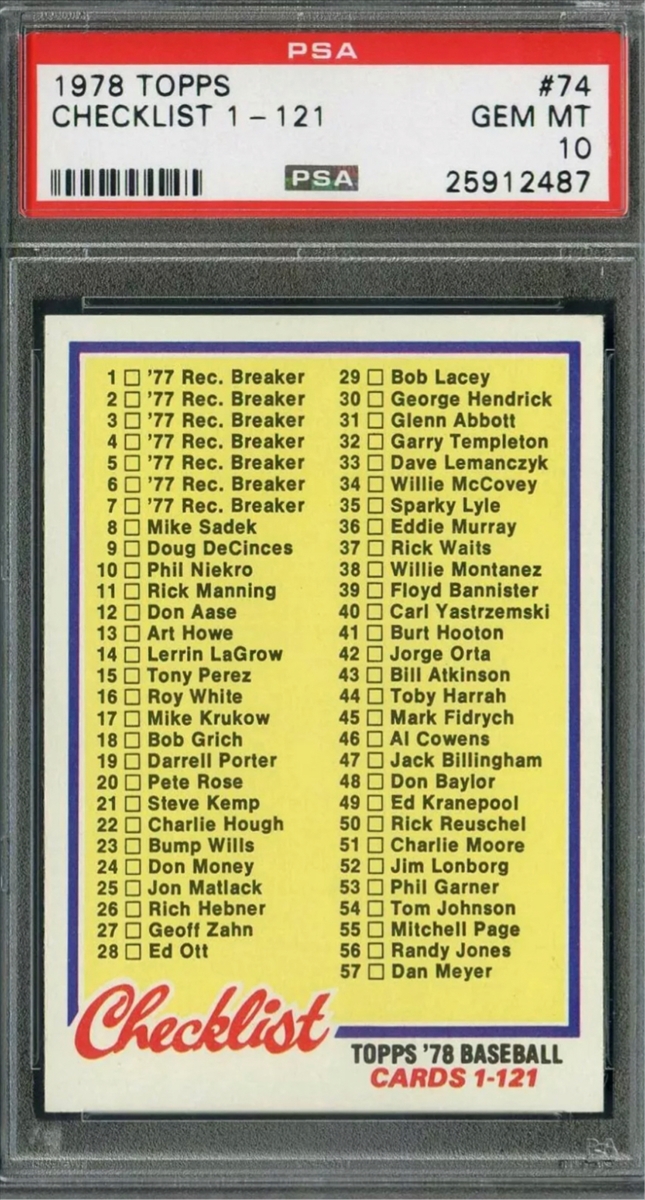 PSA
1978 TOPPS #74
CHECKLIST 1 - 121 GEM MT
10
PSA 25912487
1 '77 Rec. Breaker
2 '77 Rec. Breaker
3 '77 Rec. Breaker
4 '77 Rec. Breaker
5 '77 Rec. Breaker
6 '77 Rec. Breaker
7 '77 Rec. Breaker
8 Mike Sadek
9 Doug DeCinces
10 Phil Niekro
11 Rick Manning
12 Don Aase
13 Art Howe
14 Lerrin LaGrow
15 Tony Perez
16 Roy White
17 Mike Krukow
18 Bob Grich
19 Darrell Porter
20 Pete Rose
21 Steve Kemp
22 Charlie Hough
23 Bump Wills
24 Don Money
25 Jon Matlack
26 Rich Hebner
27 Geoff Zahn
28 Ed Ott
29 Bob Lacey
30 George Hendrick
31 Glenn Abbott
32 Garry Templeton
33 Dave Lemanczyk
34 Willie McCovey
35 Sparky Lyle
36 Eddie Murray
37 Rick Waits
38 Willie Montanez
39 Floyd Bannister
40 Carl Yastrzemski
41 Burt Hooton
42 Jorge Orta
43 Bill Atkinson
44 Toby Harrah
45 Mark Fidrych
46 Al Cowens
47 Jack Billingham
48 Don Baylor
49 Ed Kranepool
50 Rick Reuschel
51 Charlie Moore
52 Jim Lonborg
53 Phil Garner
54 Tom Johnson
55 Mitchell Page
56 Randy Jones
57 Dan Meyer
Checklist
TOPPS '78 BASEBALL
CARDS 1-121